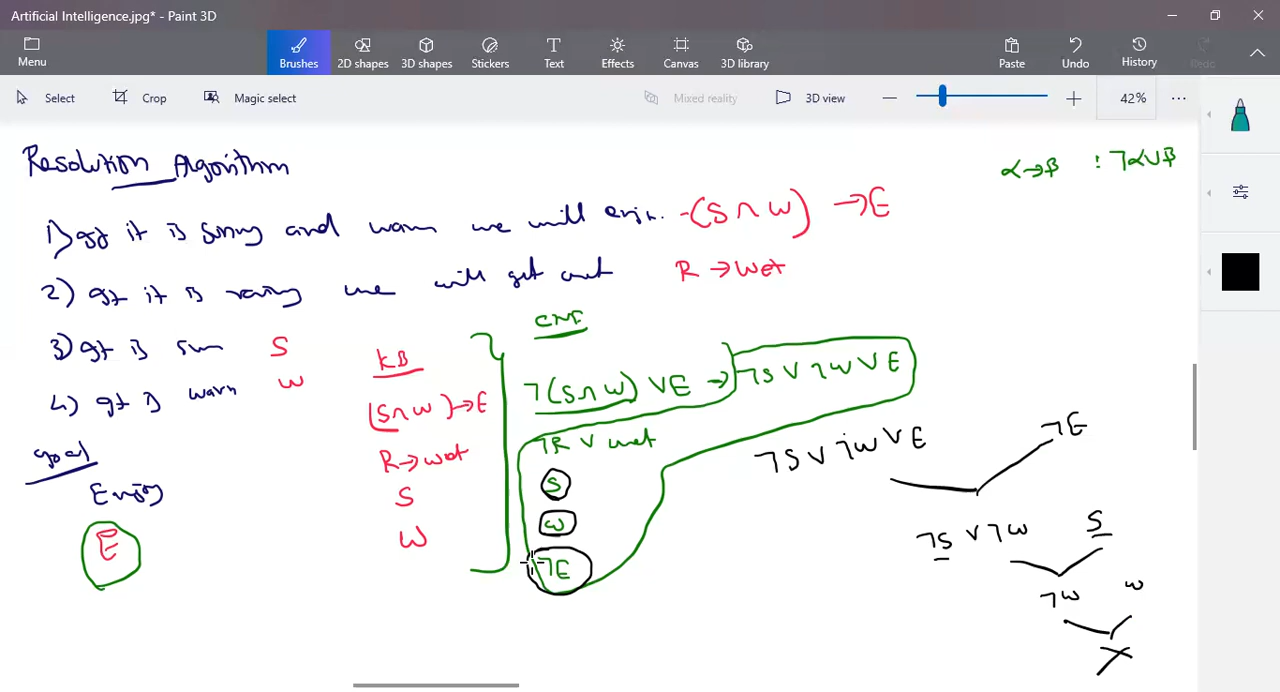 Artificial Intelligence.jpg* - Paint 3D
Menu
Brushes
2D shapes
3D shapes
Stickers
Text
Effects
Canvas
3D library
Paste
Undo
History
Redo
Select
Crop
Magic select
Mixed reality
3D view
42%
Resolution Algorithm
α→β : ¬α∪β
1) it is sunny and warm we will enjoy. -(S∩W) →E
2) it is raining we will get wet R→wet
3) It is sun S
4) It is warm W
goal
Enjoy
E
KB
(S∩W)→E
R→wet
S
W
CNF
¬(S∩W) ∨E → ¬S ∨ ¬W ∨ E
¬R ∨ wet
S
W
¬E
¬S ∨ ¬W ∨ E ¬E
¬S ∨ ¬W S
¬W W